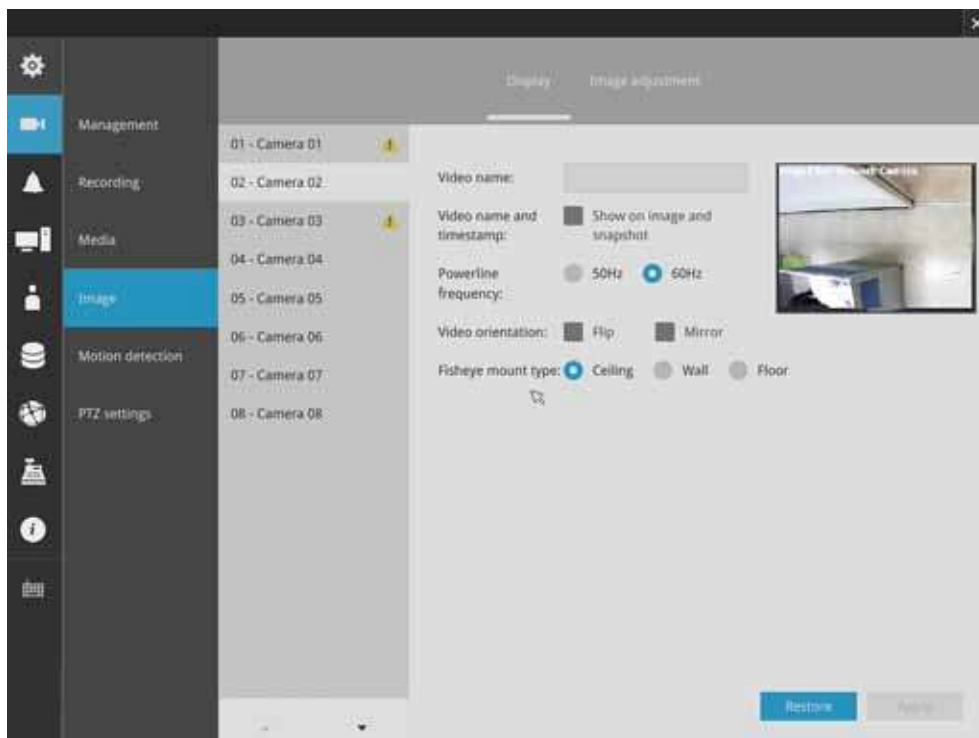 Display
Image adjustment
Management
Recording
Media
Image
Motion detection
PTZ settings
01 - Camera 01
02 - Camera 02
03 - Camera 03
04 - Camera 04
05 - Camera 05
06 - Camera 06
07 - Camera 07
08 - Camera 08
Video name:
Video name and
timestamp:
Show on image and
snapshot
Powerline
frequency:
50Hz
60Hz
Video orientation:
Flip
Mirror
Fisheye mount type:
Ceiling
Wall
Floor
Network Camera
Restore
Apply